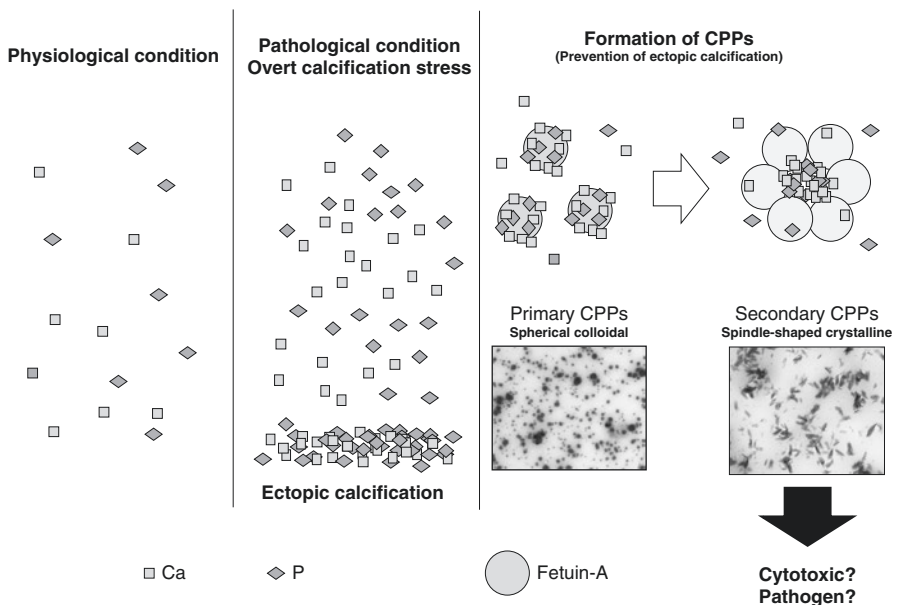 Physiological condition
Pathological condition
Overt calcification stress
Formation of CPPs
(Prevention of ectopic calcification)
Primary CPPs
Spherical colloidal
Secondary CPPs
Spindle-shaped crystalline
Ectopic calcification
Ca
P
Fetuin-A
Cytotoxic?
Pathogen?